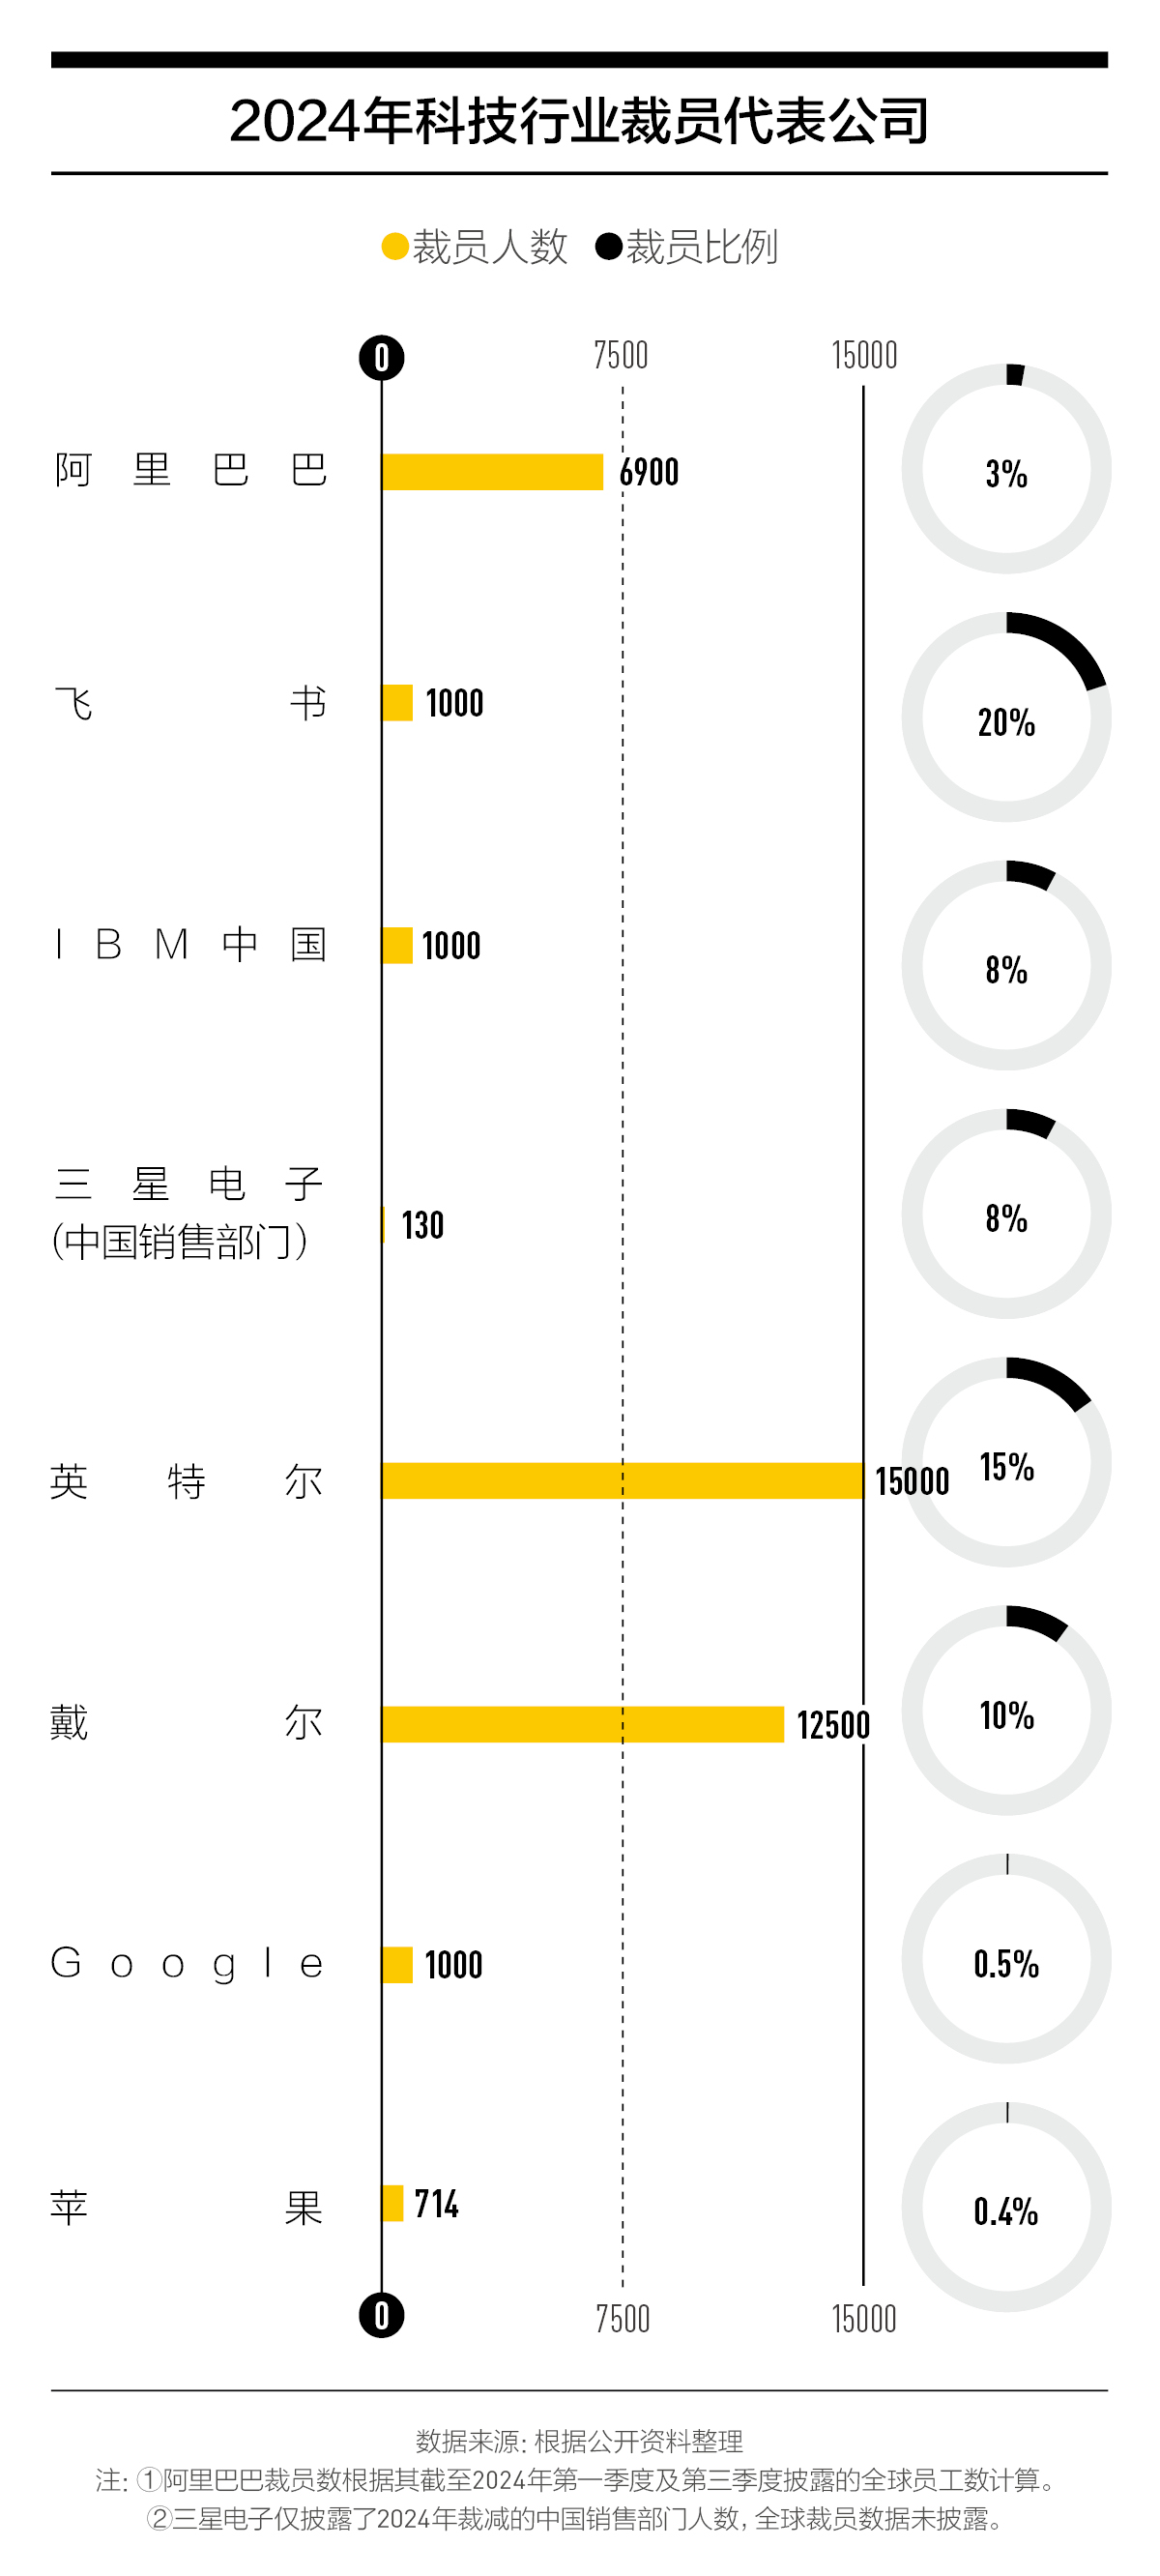 2024年科技行业裁员代表公司
裁员人数 裁员比例
0 7500 15000
阿里巴巴 6900 3%
飞书 1000 20%
IBM中国 1000 8%
三星电子
(中国销售部门) 130 8%
英特尔 15000 15%
戴尔 12500 10%
Google 1000 0.5%
苹果 714 0.4%
0 7500 15000
数据来源: 根据公开资料整理
注: ①阿里巴巴裁员数根据其截至2024年第一季度及第三季度披露的全球员工数计算。
②三星电子仅披露了2024年裁减的中国销售部门人数, 全球裁员数据未披露。